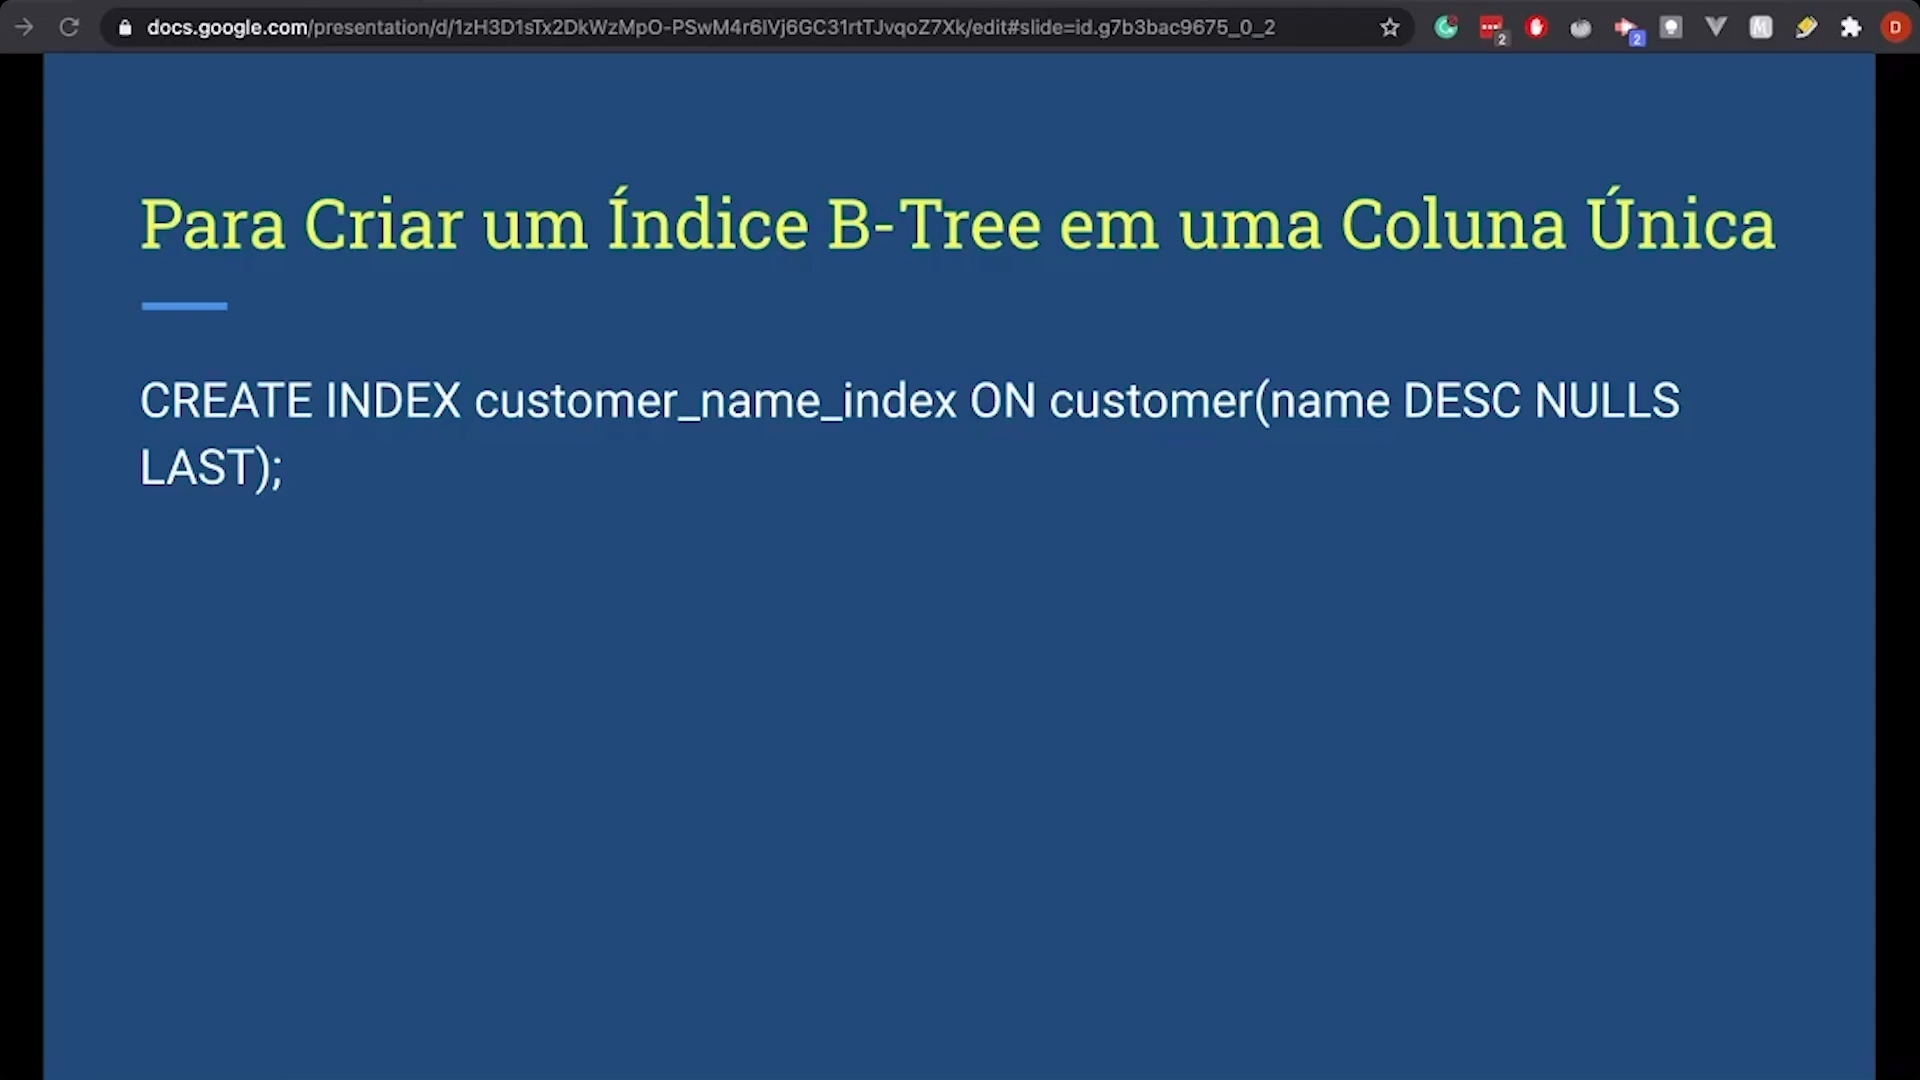 docs.google.com/presentation/d/1zH3D1sTx2DkWzMpO-PSwM4r6IVj6GC31rtTJvqoZ7Xk/edit#slide=id.g7b3bac9675_0_2
2
2
D
Para Criar um Índice B-Tree em uma Coluna Única
CREATE INDEX customer_name_index ON customer(name DESC NULLS
LAST);